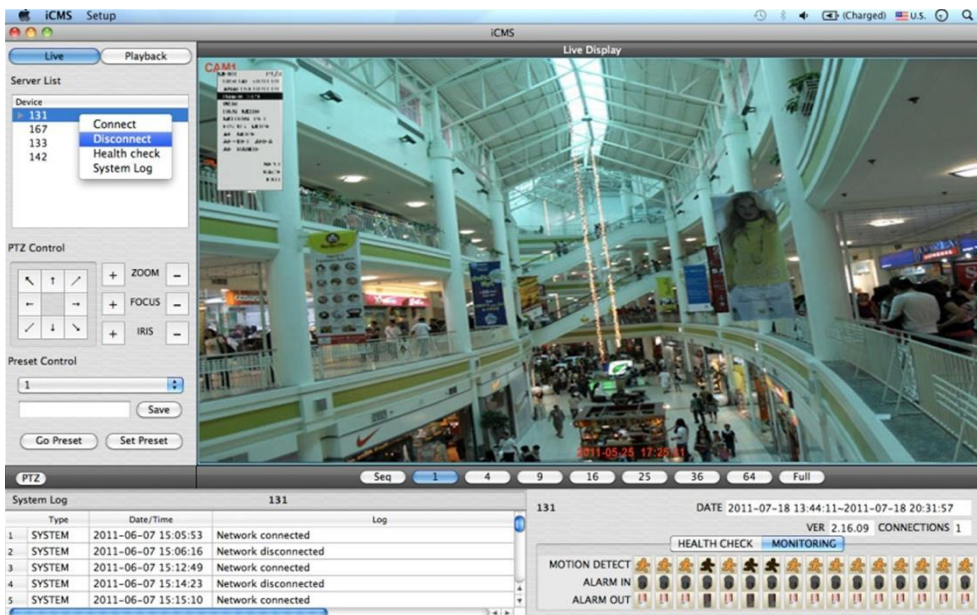 iCMS Setup (Charged) U.S.
iCMS
Live Playback Live Display
Server List
Device
131
167
133
142
Connect
Disconnect
Health check
System Log
CAM1
PTZ Control
+ ZOOM -
+ FOCUS -
+ IRIS -
Preset Control
1
Save
Go Preset Set Preset
2011-05-25 17:25
PTZ Seq 1 4 9 16 25 36 64 Full
System Log 131
Type Date/Time Log
1 SYSTEM 2011-06-07 15:05:53 Network connected
2 SYSTEM 2011-06-07 15:06:16 Network disconnected
3 SYSTEM 2011-06-07 15:12:49 Network connected
4 SYSTEM 2011-06-07 15:14:23 Network disconnected
5 SYSTEM 2011-06-07 15:15:10 Network connected
131 DATE 2011-07-18 13:44:11~2011-07-18 20:31:57
VER 2.16.09 CONNECTIONS 1
HEALTH CHECK MONITORING
MOTION DETECT
ALARM IN
ALARM OUT